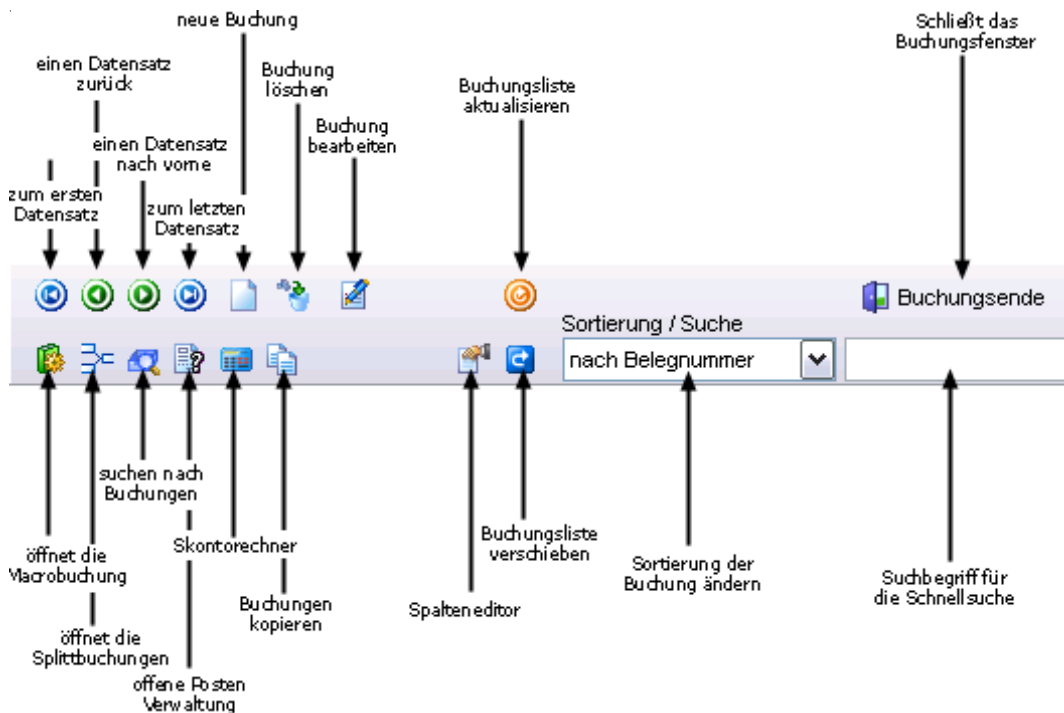 neue Buchung
Schließt das
Buchungsfenster
einen Datensatz
zurück
Buchung
löschen
Buchungsliste
aktualisieren
Buchung
bearbeiten
einen Datensatz
nach vorne
zum ersten
Datensatz
zum letzten
Datensatz
Buchungsende
Sortierung / Suche
nach Belegnummer
suchen nach
Buchungen
Skontorechner
Buchungsliste
verschieben
öffnet die
Macrobuchung
Sortierung der
Buchung ändern
Suchbegriff für
die Schnellsuche
Buchungen
kopieren
Spalteneditor
öffnet die
Splittbuchungen
offene Posten
Verwaltung